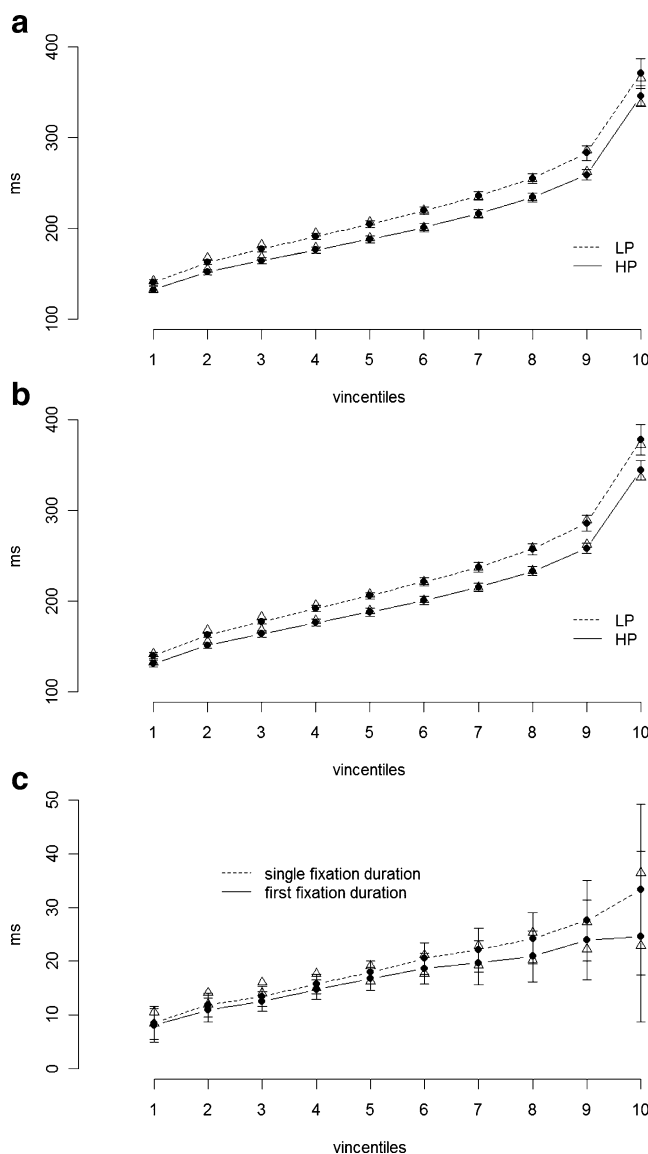 a
400
300
200
100
ms
LP
HP
1 2 3 4 5 6 7 8 9 10
vincentiles
b
400
300
200
100
ms
LP
HP
1 2 3 4 5 6 7 8 9 10
vincentiles
c
50
40
30
20
10
0
ms
single fixation duration
first fixation duration
1 2 3 4 5 6 7 8 9 10
vincentiles